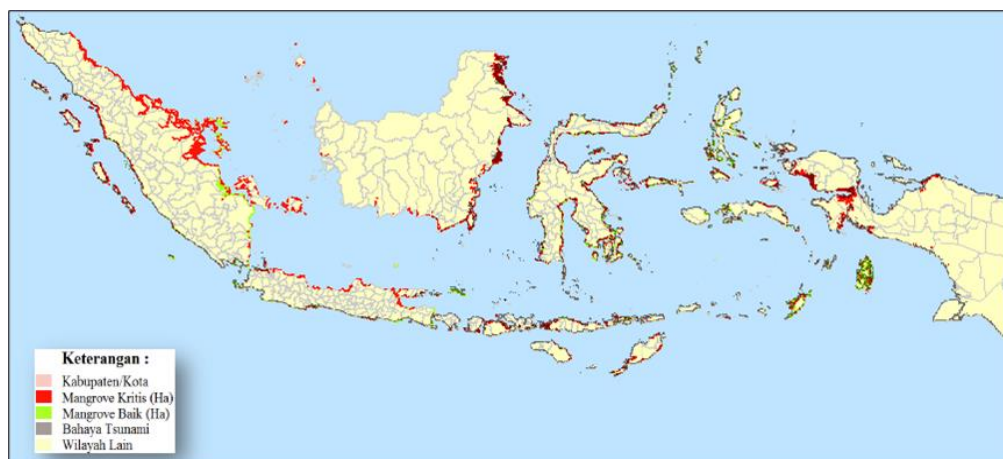 Keterangan :
Kabupaten/Kota
Mangrove Kritis (Ha)
Mangrove Baik (Ha)
Bahaya Tsunami
Wilayah Lain